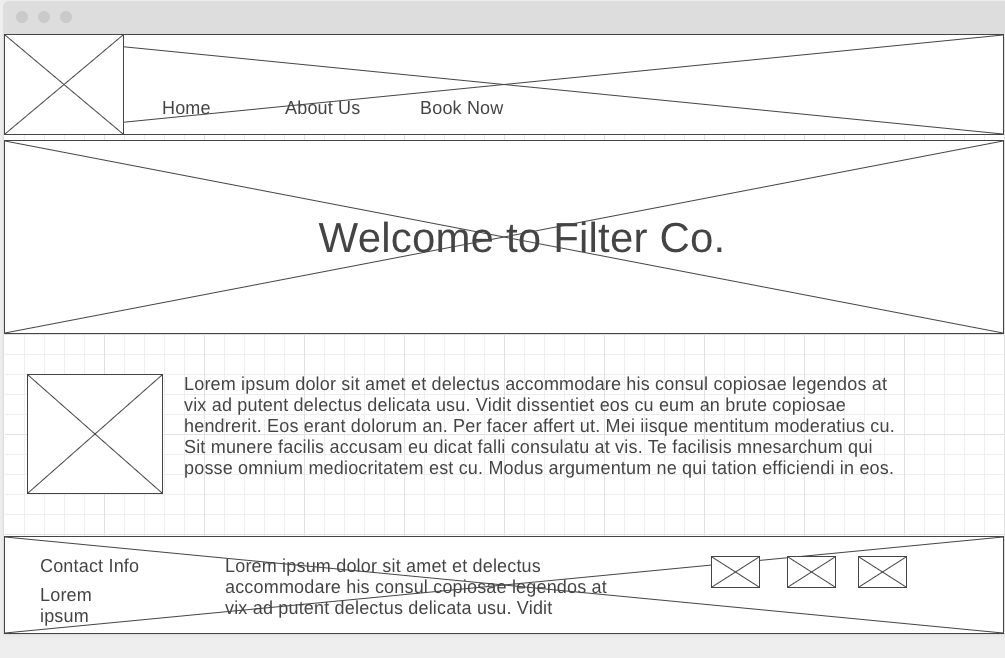 Home About Us Book Now
Welcome to Filter Co.
Lorem ipsum dolor sit amet et delectus accommodare his consul copiosae legendos at
vix ad putent delectus delicata usu. Vidit dissentiet eos cu eum an brute copiosae
hendrerit. Eos erant dolorum an. Per facer affert ut. Mei iisque mentitum moderatius cu.
Sit munere facilis accusam eu dicat falli consulatu at vis. Te facilisis mnesarchum qui
posse omnium mediocritatem est cu. Modus argumentum ne qui tation efficiendi in eos.
Contact Info
Lorem
ipsum
Lorem ipsum dolor sit amet et delectus
accommodare his consul copiosae legendos at
vix ad putent delectus delicata usu. Vidit